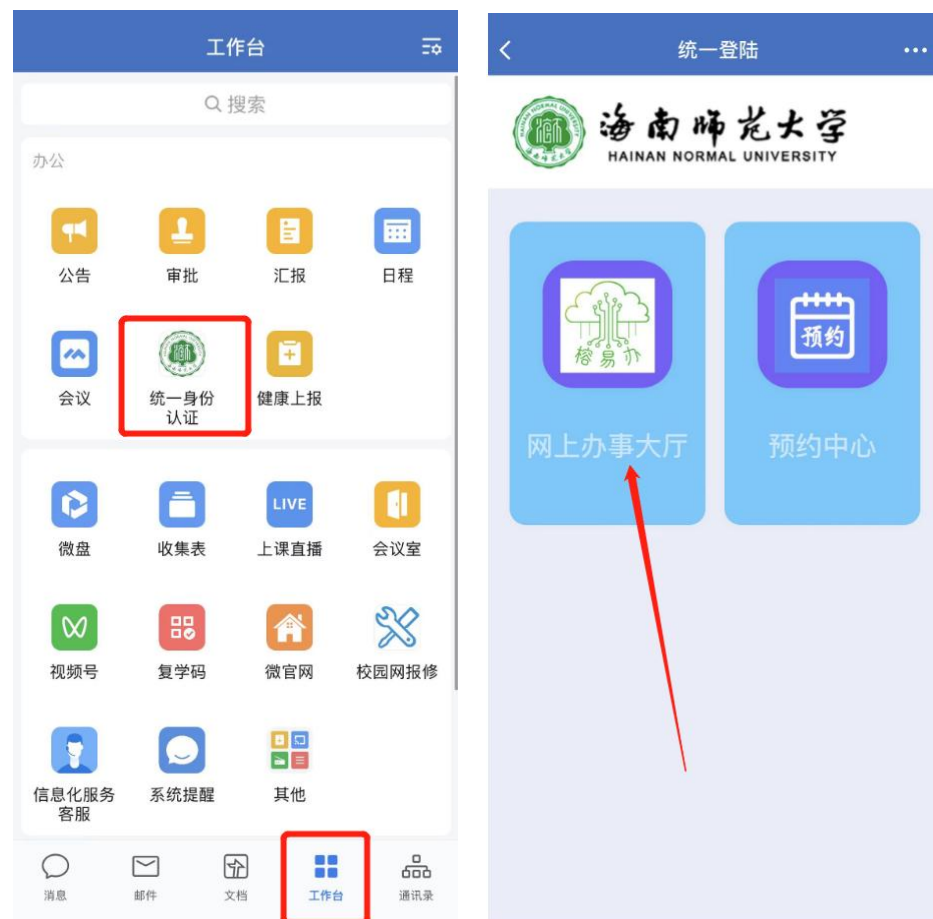 工作台
搜索
办公
公告
审批
汇报
日程
会议
统一身份
认证
健康上报
微盘
收集表
LIVE
上课直播
会议室
视频号
复学码
微官网
校园网报修
信息化服务
客服
系统提醒
其他
消息
邮件
文档
工作台
通讯录
统一登陆
海南师范大学
HAINAN NORMAL UNIVERSITY
榕易办
网上办事大厅
预约
预约中心